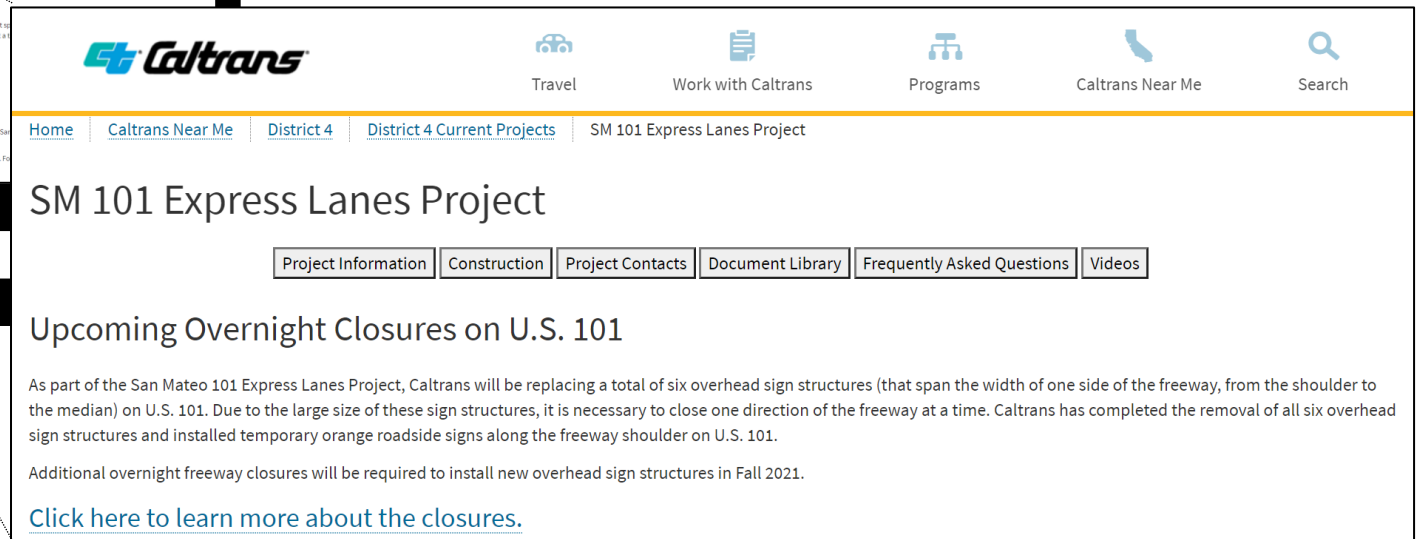 Caltrans
Travel
Work with Caltrans
Programs
Caltrans Near Me
Search
Home
Caltrans Near Me
District 4
District 4 Current Projects
SM 101 Express Lanes Project
SM 101 Express Lanes Project
Project Information
Construction
Project Contacts
Document Library
Frequently Asked Questions
Videos
Upcoming Overnight Closures on U.S. 101
As part of the San Mateo 101 Express Lanes Project, Caltrans will be replacing a total of six overhead sign structures (that span the width of one side of the freeway, from the shoulder to
the median) on U.S. 101. Due to the large size of these sign structures, it is necessary to close one direction of the freeway at a time. Caltrans has completed the removal of all six overhead
sign structures and installed temporary orange roadside signs along the freeway shoulder on U.S. 101.
Additional overnight freeway closures will be required to install new overhead sign structures in Fall 2021.
Click here to learn more about the closures.